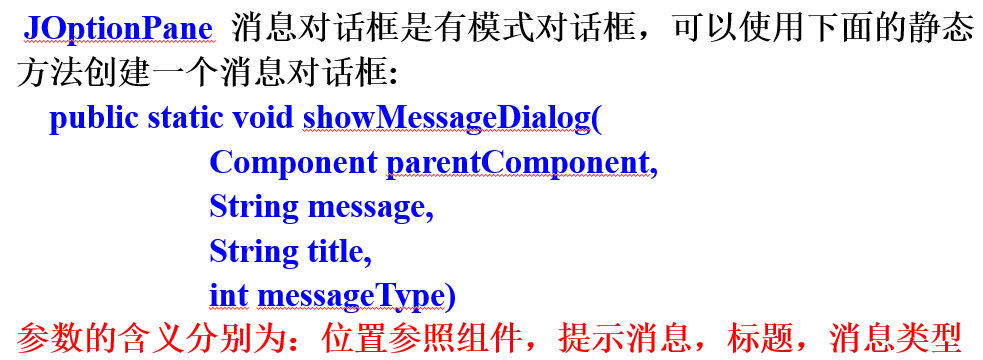 JOptionPane 消息对话框是有模式对话框，可以使用下面的静态
方法创建一个消息对话框：
public static void showMessageDialog(
Component parentComponent,
String message,
String title,
int messageType)
参数的含义分别为：位置参照组件，提示消息，标题，消息类型